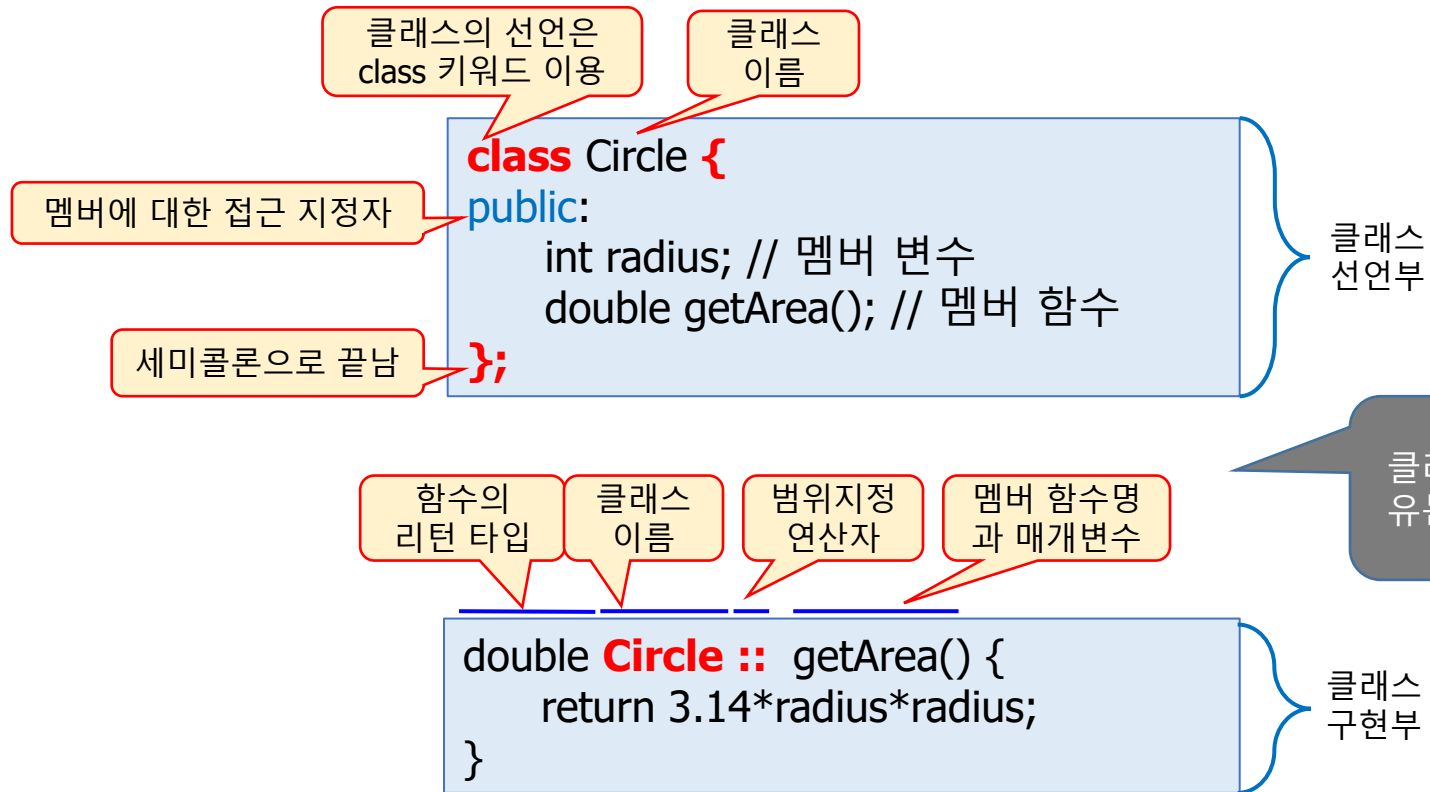 클래스의 선언은
class 키워드 이용
클래스
이름
class Circle {
멤버에 대한 접근 지정자
public:
int radius; // 멤버 변수
double getArea(); // 멤버 함수
세미콜론으로 끝남
};
클래스
선언부
함수의
리턴 타입
클래스
이름
범위지정
연산자
멤버 함수명
과 매개변수
double Circle :: getArea() {
return 3.14*radius*radius;
}
클래스
구현부